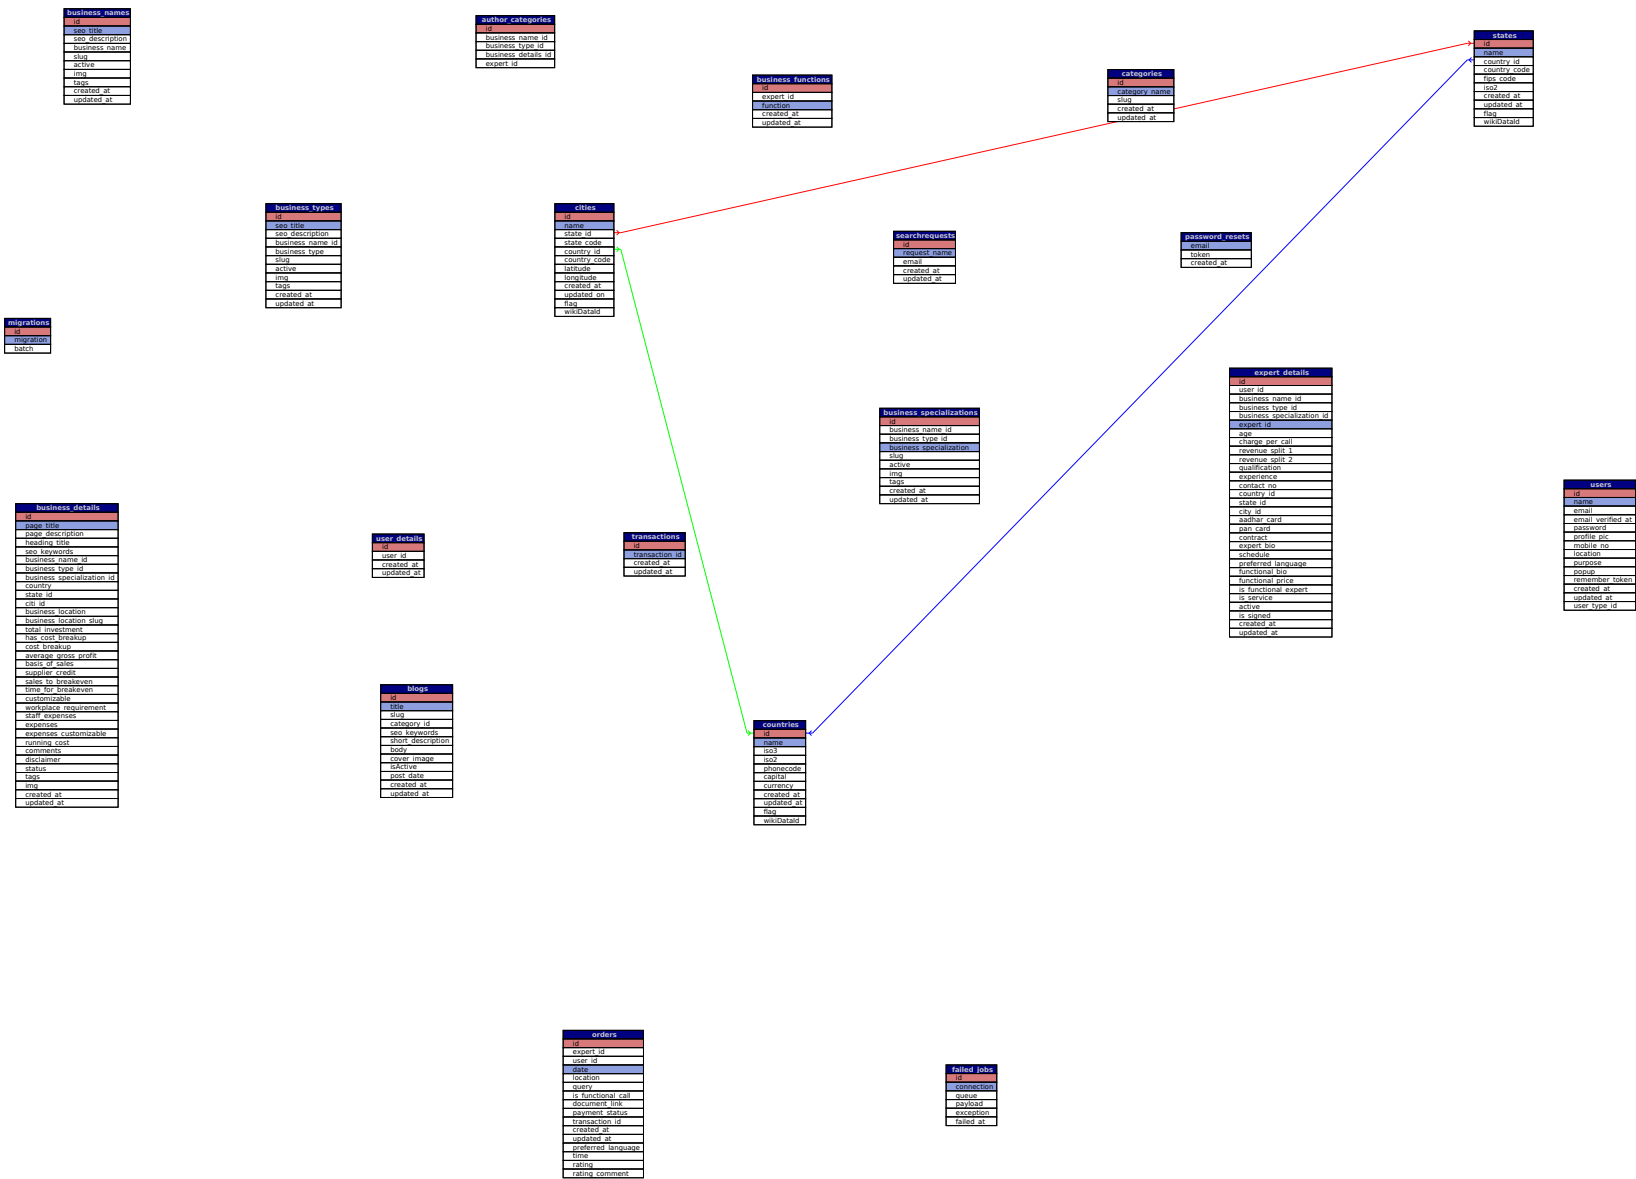 business_names
id
seo_title
seo_description
business_name
slug
active
img
tags
created_at
updated_at
author_categories
id
business_name_id
business_type_id
business_details_id
expert_id
business_functions
id
expert_id
function
created_at
updated_at
categories
id
category_name
slug
created_at
updated_at
states
id
name
country_id
country_code
fips_code
iso2
created_at
updated_at
flag
wikiDataId
business_types
id
seo_title
seo_description
business_name_id
business_type
slug
active
img
tags
created_at
updated_at
cities
id
name
state_id
state_code
country_id
country_code
latitude
longitude
created_at
updated_on
flag
wikiDataId
searchrequests
id
request_name
email
created_at
updated_at
password_resets
email
token
created_at
migrations
id
migration
batch
expert_details
id
user_id
business_name_id
business_type_id
business_specialization_id
expert_id
age
charge_per_call
revenue_split_1
revenue_split_2
qualification
experience
contact_no
country_id
state_id
city_id
aadhar_card
pan_card
contract
expert_bio
schedule
preferred_language
functional_bio
functional_price
is_functional_expert
is_service
active
is_signed
created_at
updated_at
business_specializations
id
business_name_id
business_type_id
business_specialization
slug
active
img
tags
created_at
updated_at
users
id
name
email
email_verified_at
password
profile_pic
mobile_no
location
purpose
popup
remember_token
created_at
updated_at
user_type_id
business_details
id
page_title
page_description
heading_title
seo_keywords
business_name_id
business_type_id
business_specialization_id
country
state_id
citi_id
business_location
business_location_slug
total_investment
has_cost_breakup
cost_breakup
average_gross_profit
basis_of_sales
supplier_credit
sales_to_breakeven
time_for_breakeven
customizable
workplace_requirement
staff_expenses
expenses
expenses_customizable
running_cost
comments
disclaimer
status
tags
img
created_at
updated_at
user_details
id
user_id
created_at
updated_at
transactions
id
transaction_id
created_at
updated_at
blogs
id
title
slug
category_id
seo_keywords
short_description
body
cover_image
isActive
post_date
created_at
updated_at
countries
id
name
iso3
iso2
phonecode
capital
currency
created_at
updated_at
flag
wikiDataId
orders
id
expert_id
user_id
date
location
query
is_functional_call
document_link
payment_status
transaction_id
created_at
updated_at
preferred_language
time
rating
rating_comment
failed_jobs
id
connection
queue
payload
exception
failed_at